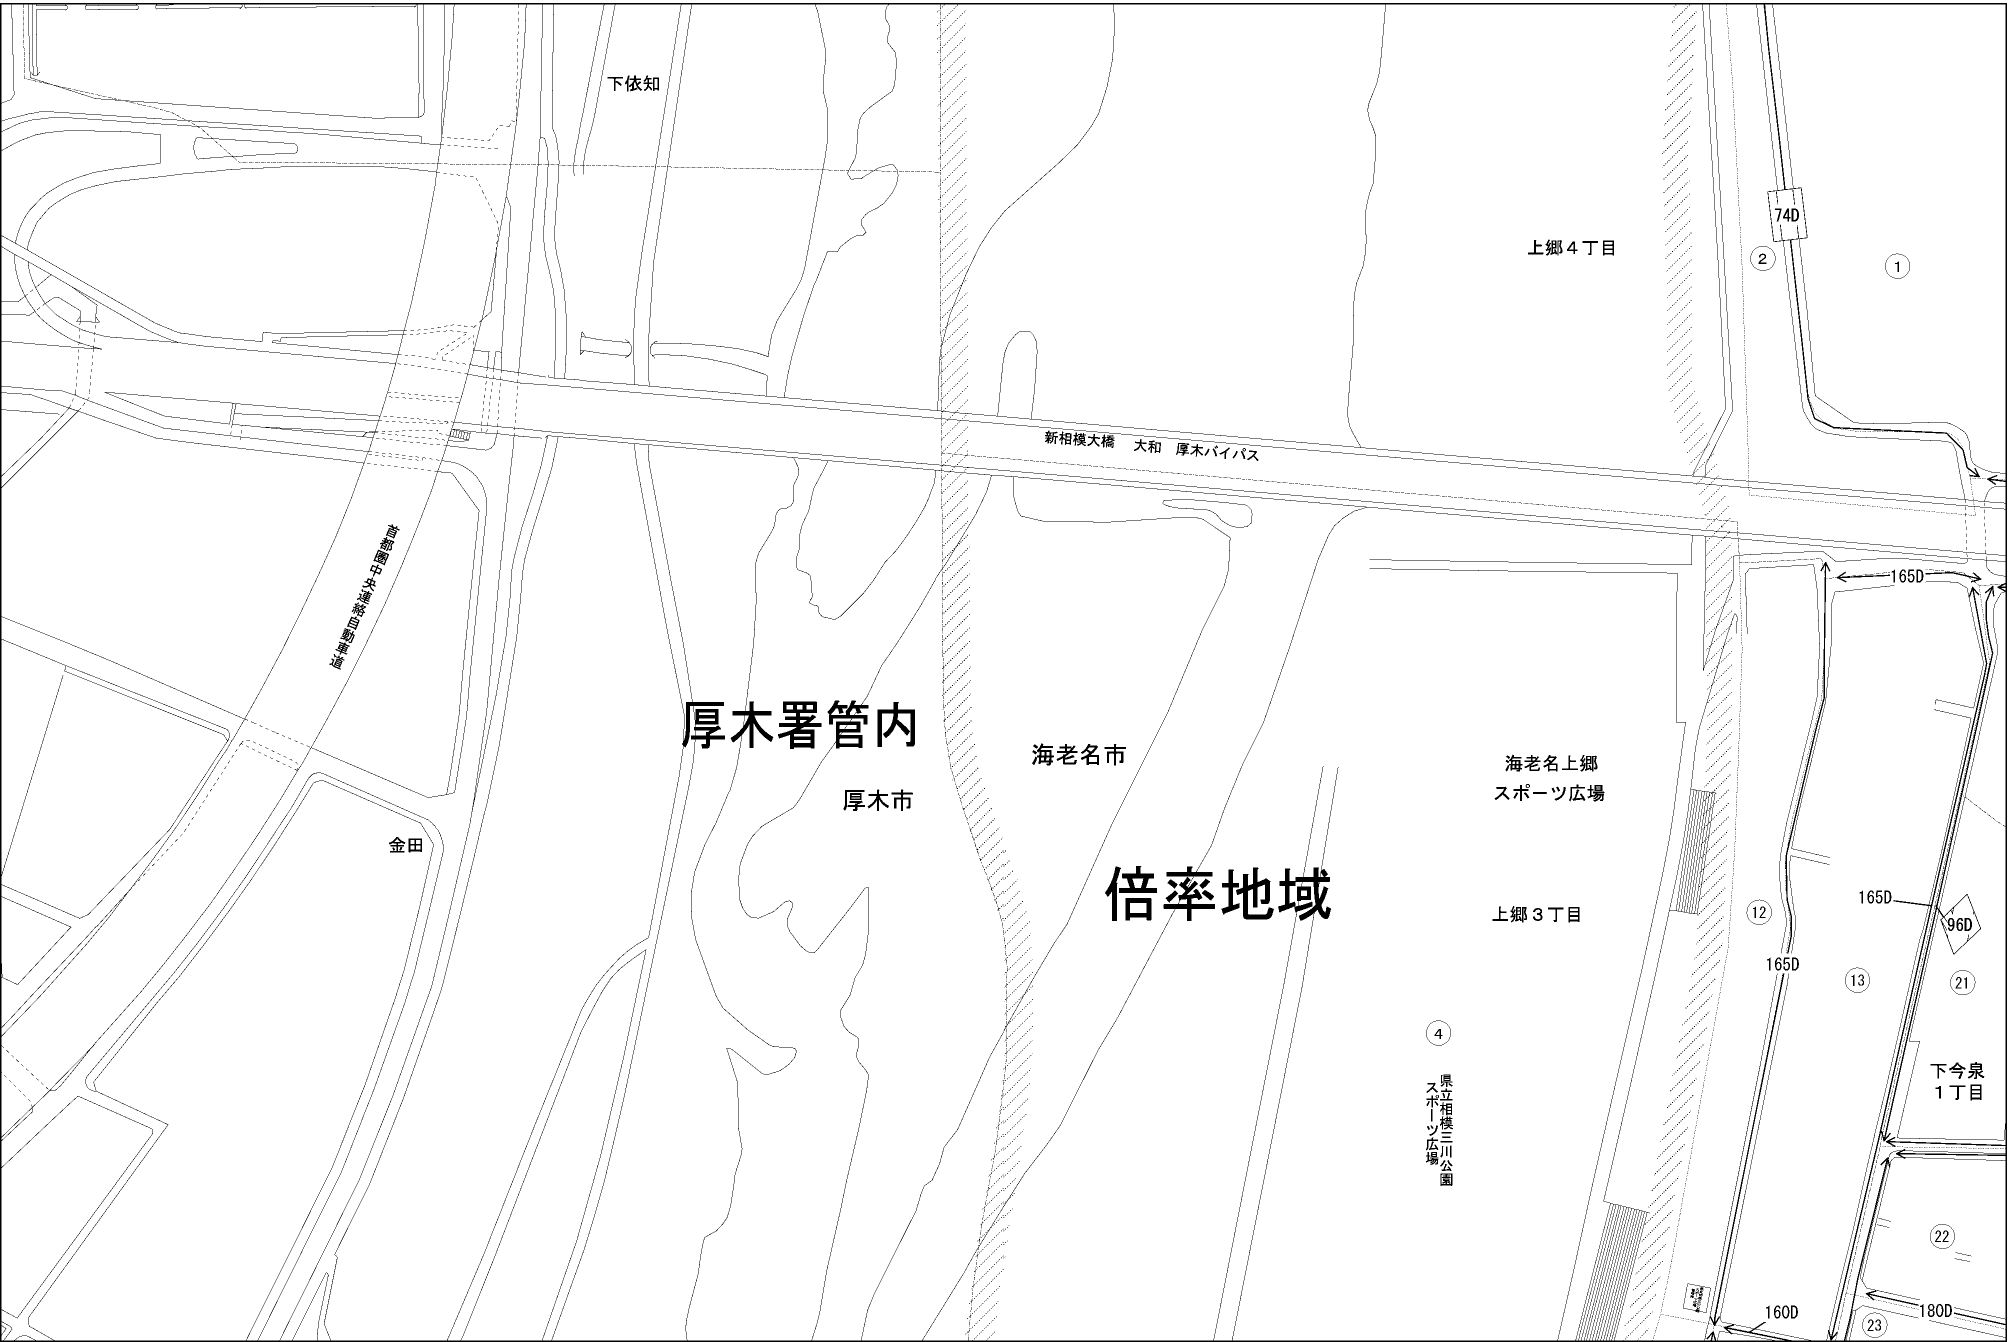 下依知
74D
上郷４丁目
2
1
新相模大橋　大和　厚木バイパス
首都圏中央連絡自動車道
165D
厚木署管内
海老名市
海老名上郷
スポーツ広場
厚木市
金田
倍率地域
165D
96D
上郷３丁目
12
165D
13
21
4
県立相模三川公園
スポーツ広場
下今泉
１丁目
22
160D
180D
23